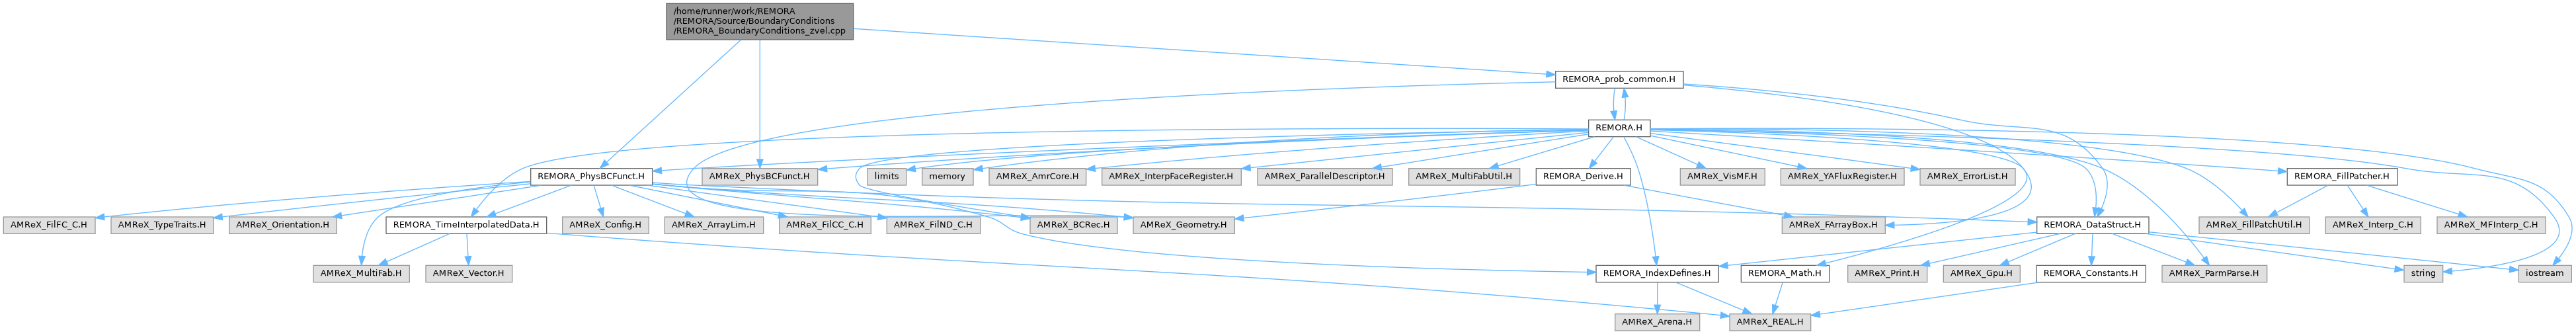 /home/runner/work/REMORA
/REMORA/Source/BoundaryConditions
/REMORA_BoundaryConditions_zvel.cpp
REMORA_prob_common.H
REMORA.H
REMORA_PhysBCFunct.H
AMReX_PhysBCFunct.H
limits
memory
AMReX_AmrCore.H
AMReX_InterpFaceRegister.H
AMReX_ParallelDescriptor.H
AMReX_MultiFabUtil.H
REMORA_Derive.H
AMReX_VisMF.H
AMReX_YAFluxRegister.H
AMReX_ErrorList.H
REMORA_FillPatcher.H
AMReX_FilFC_C.H
AMReX_TypeTraits.H
AMReX_Orientation.H
REMORA_TimeInterpolatedData.H
AMReX_Config.H
AMReX_ArrayLim.H
AMReX_FilCC_C.H
AMReX_FilND_C.H
AMReX_BCRec.H
AMReX_Geometry.H
AMReX_FArrayBox.H
REMORA_DataStruct.H
AMReX_FillPatchUtil.H
AMReX_Interp_C.H
AMReX_MFInterp_C.H
AMReX_MultiFab.H
AMReX_Vector.H
REMORA_IndexDefines.H
REMORA_Math.H
AMReX_Print.H
AMReX_Gpu.H
REMORA_Constants.H
AMReX_ParmParse.H
string
iostream
AMReX_Arena.H
AMReX_REAL.H